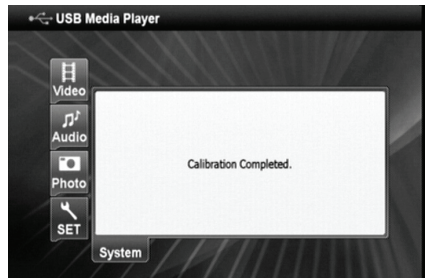 USB Media Player
Video
Audio
Photo
SET
Calibration Completed.
System